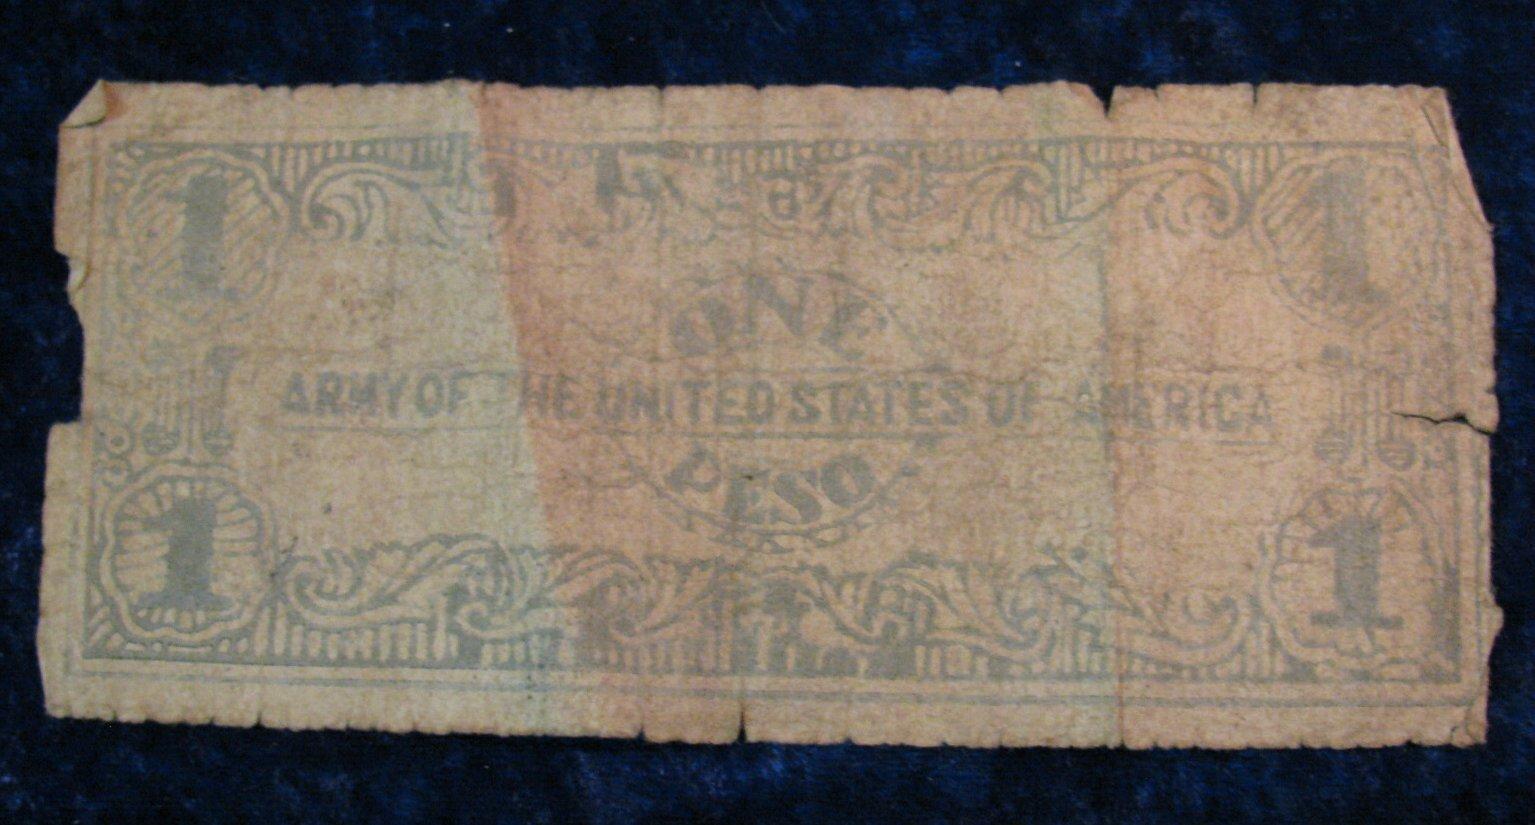 1 1
ONE
ARMY OF THE UNITED STATES OF AMERICA
PESO
1 1